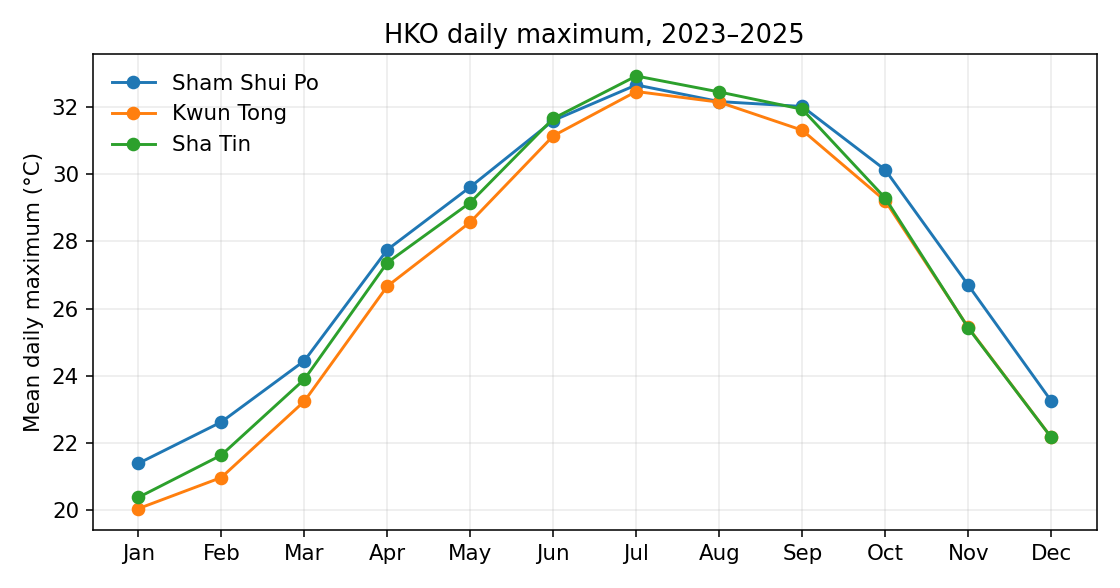 HKO daily maximum, 2023–2025
Sham Shui Po
Kwun Tong
Sha Tin
Mean daily maximum (°C)
32
30
28
26
24
22
20
Jan Feb Mar Apr May Jun Jul Aug Sep Oct Nov Dec